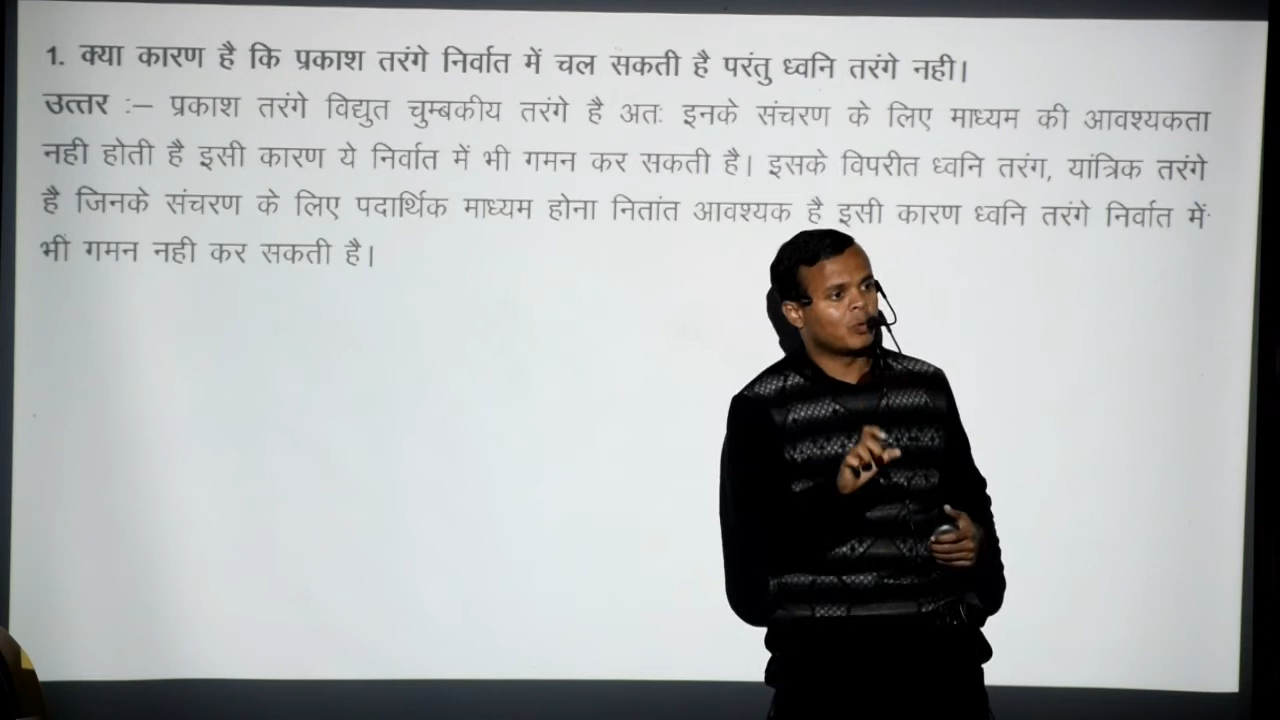 1. क्या कारण है कि प्रकाश तरंगे निर्वात में चल सकती है परंतु ध्वनि तरंगे नही।
उत्तर :– प्रकाश तरंगे विद्युत चुम्बकीय तरंगे है अतः इनके संचरण के लिए माध्यम की आवश्यकता
नही होती है इसी कारण ये निर्वात में भी गमन कर सकती है। इसके विपरीत ध्वनि तरंग, यांत्रिक तरंगे
है जिनके संचरण के लिए पदार्थिक माध्यम होना नितांत आवश्यक है इसी कारण ध्वनि तरंगे निर्वात में
भी गमन नही कर सकती है।